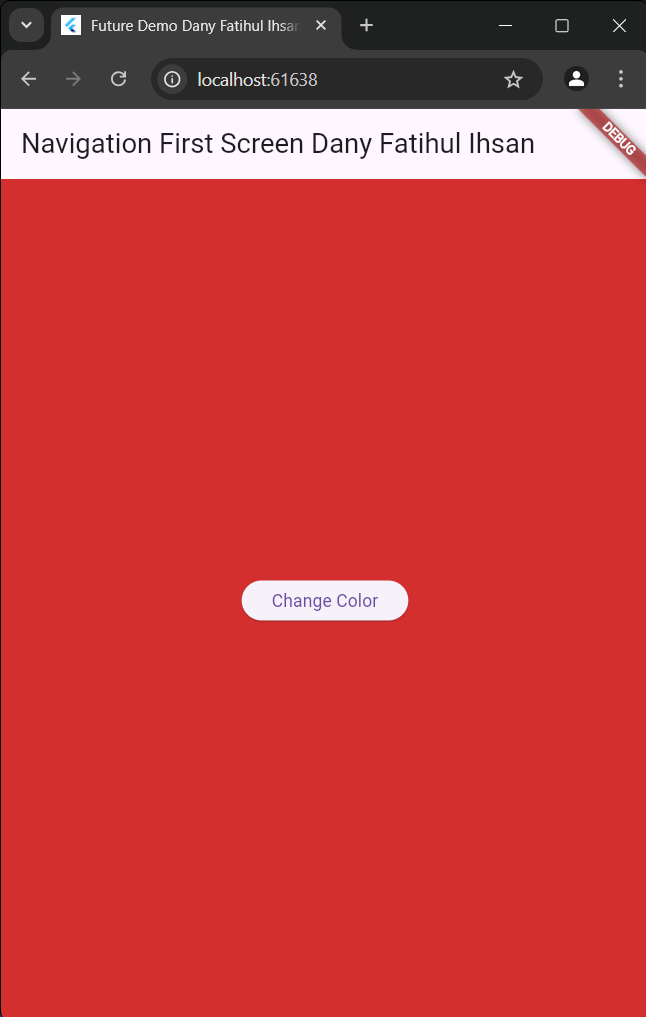 Future Demo Dany Fatihul Ihsan
localhost:61638
Navigation First Screen Dany Fatihul Ihsan
DEBUG
Change Color